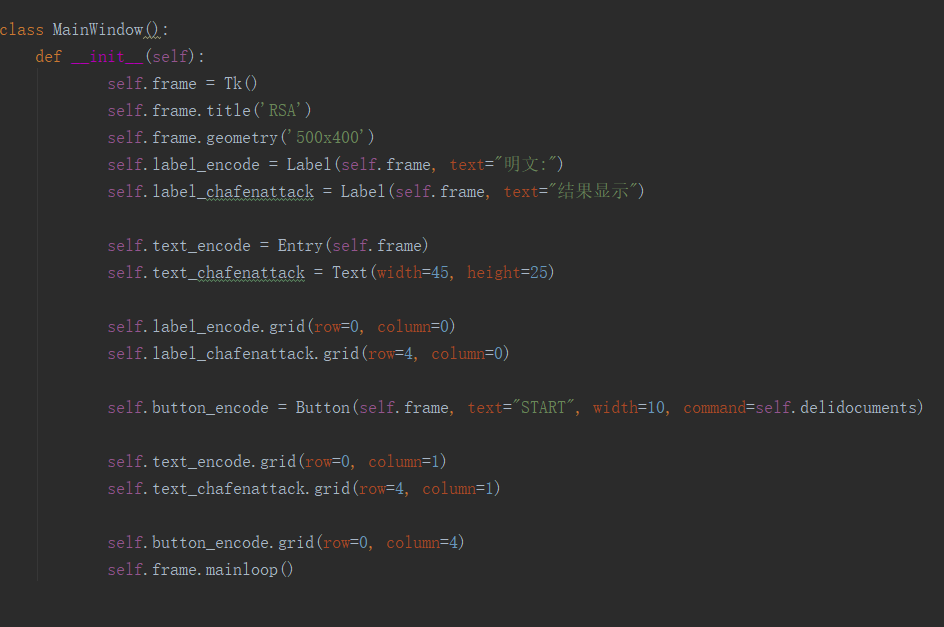 class MainWindow():
    def __init__(self):
            self.frame = Tk()
            self.frame.title('RSA')
            self.frame.geometry('500x400')
            self.label_encode = Label(self.frame, text="明文:")
            self.label_chafenattack = Label(self.frame, text="结果显示")
            self.text_encode = Entry(self.frame)
            self.text_chafenattack = Text(width=45, height=25)
            self.label_encode.grid(row=0, column=0)
            self.label_chafenattack.grid(row=4, column=0)
            self.button_encode = Button(self.frame, text="START", width=10, command=self.delidocuments)
            self.text_encode.grid(row=0, column=1)
            self.text_chafenattack.grid(row=4, column=1)
            self.button_encode.grid(row=0, column=4)
            self.frame.mainloop()